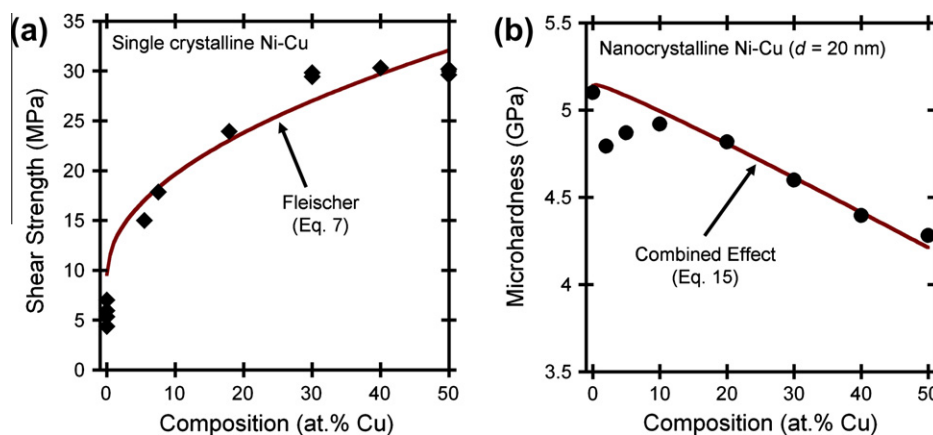 (a)
Single crystalline Ni-Cu
35
30
25
20
15
10
5
0
Shear Strength (MPa)
Fleischer
(Eq. 7)
0 10 20 30 40 50
Composition (at.% Cu)
(b)
Nanocrystalline Ni-Cu (d = 20 nm)
5.5
5
4.5
4
3.5
Microhardness (GPa)
Combined Effect
(Eq. 15)
0 10 20 30 40 50
Composition (at.% Cu)